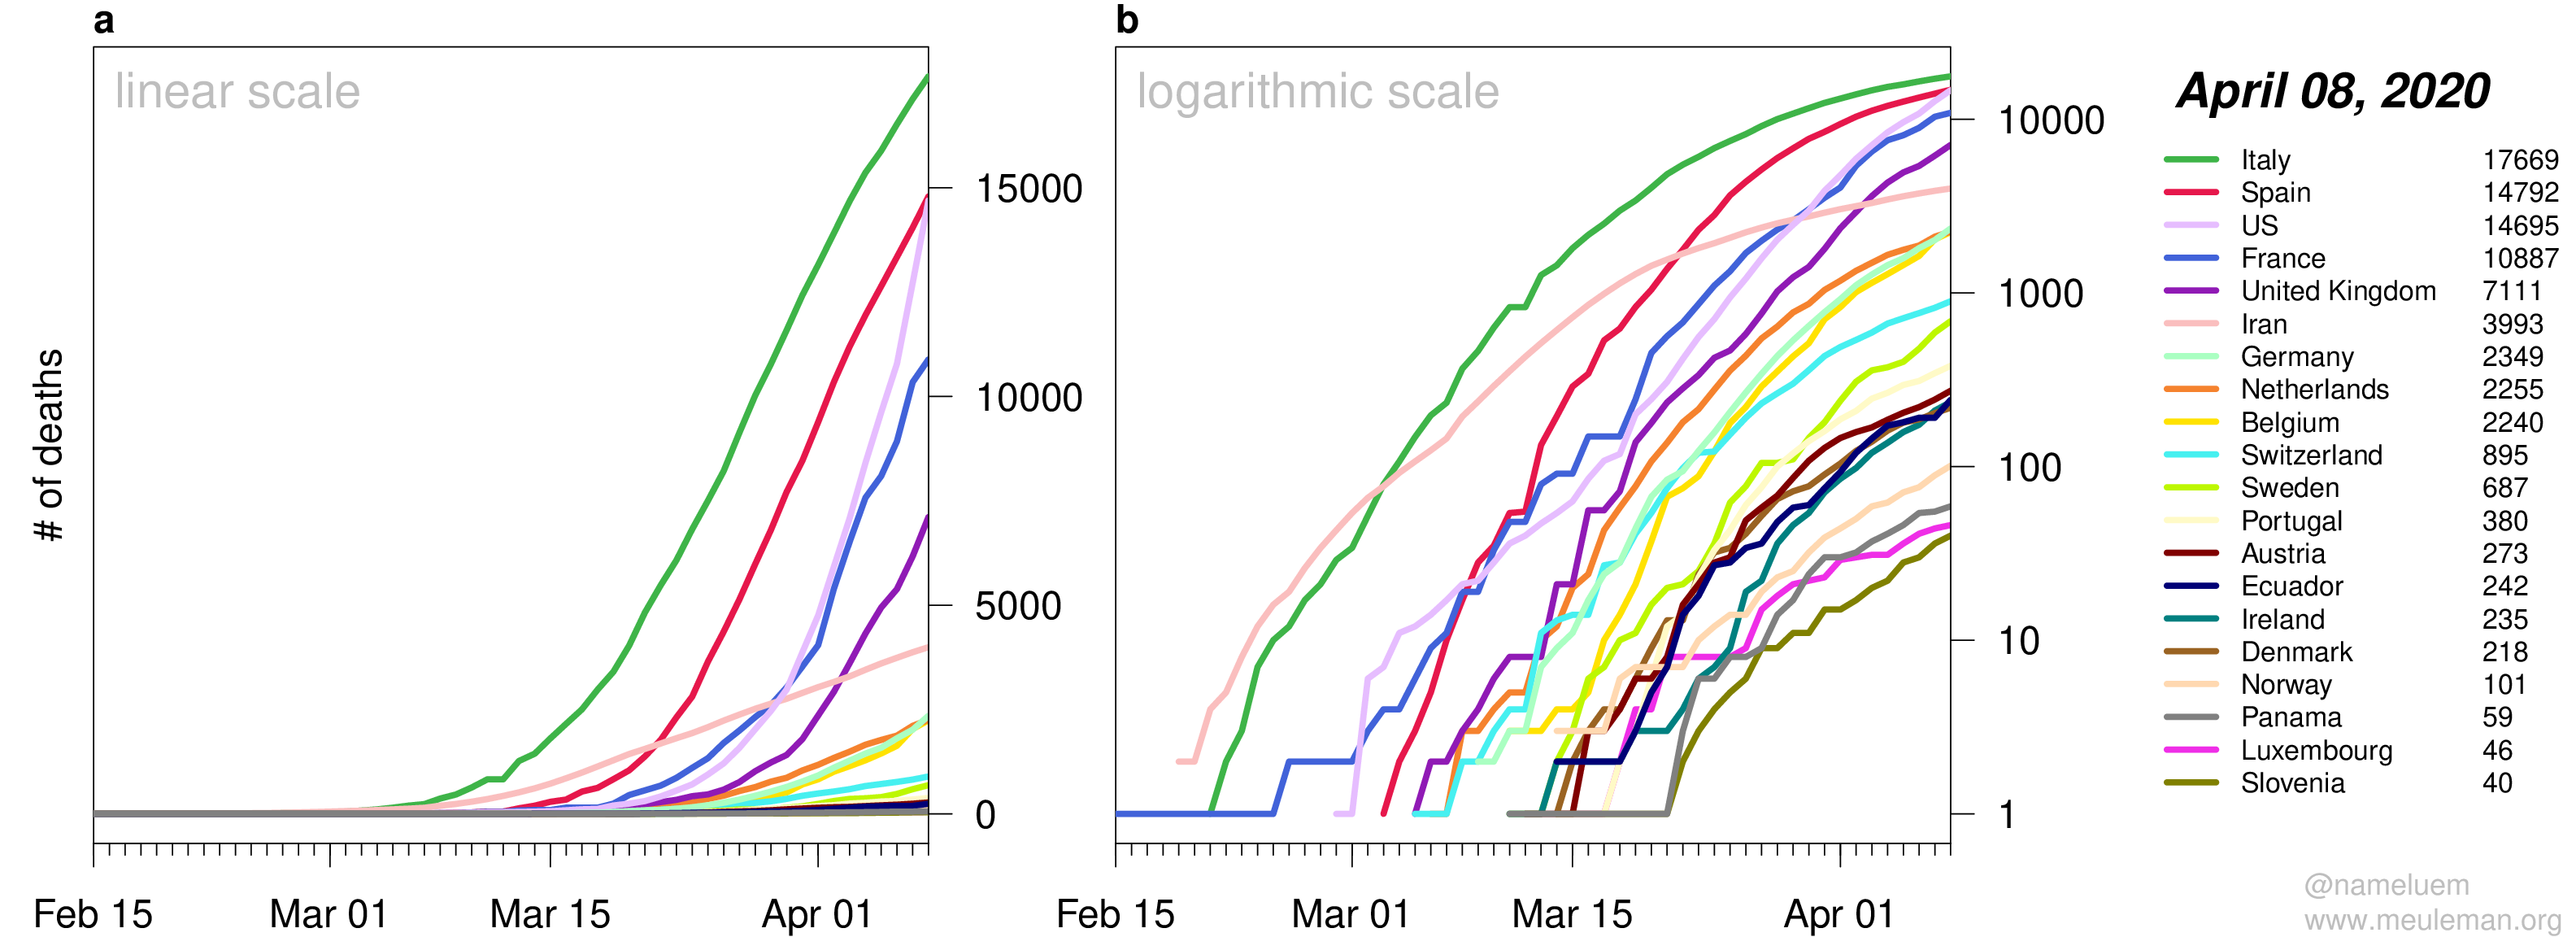 a
linear scale
# of deaths
15000
10000
5000
0
Feb 15 Mar 01 Mar 15 Apr 01
b
logarithmic scale
10000
1000
100
10
1
Feb 15 Mar 01 Mar 15 Apr 01
April 08, 2020
Italy 17669
Spain 14792
US 14695
France 10887
United Kingdom 7111
Iran 3993
Germany 2349
Netherlands 2255
Belgium 2240
Switzerland 895
Sweden 687
Portugal 380
Austria 273
Ecuador 242
Ireland 235
Denmark 218
Norway 101
Panama 59
Luxembourg 46
Slovenia 40
@nameluem
www.meuleman.org